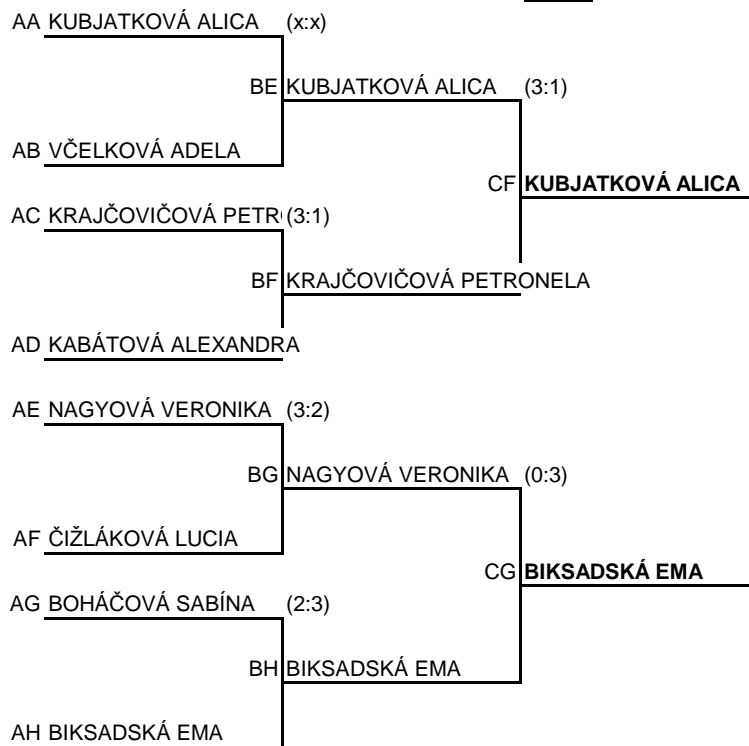 AA KUBJATKOVÁ ALICA (x:x)
BE KUBJATKOVÁ ALICA (3:1)
AB VČELKOVÁ ADELA
CF KUBJATKOVÁ ALICA
AC KRAJČOVIČOVÁ PETR (3:1)
BF KRAJČOVIČOVÁ PETRONELA
AD KABÁTOVÁ ALEXANDRA
AE NAGYOVÁ VERONIKA (3:2)
BG NAGYOVÁ VERONIKA (0:3)
AF ČIŽLÁKOVÁ LUCIA
CG BIKSADSKÁ EMA
AG BOHÁČOVÁ SABÍNA (2:3)
BH BIKSADSKÁ EMA
AH BIKSADSKÁ EMA